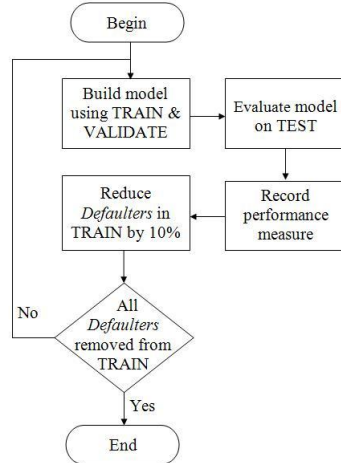 Begin
Build model
using TRAIN &
VALIDATE
Evaluate model
on TEST
Record
performance
measure
Reduce
Defaulters in
TRAIN by 10%
All
Defaulters
removed from
TRAIN
No
Yes
End